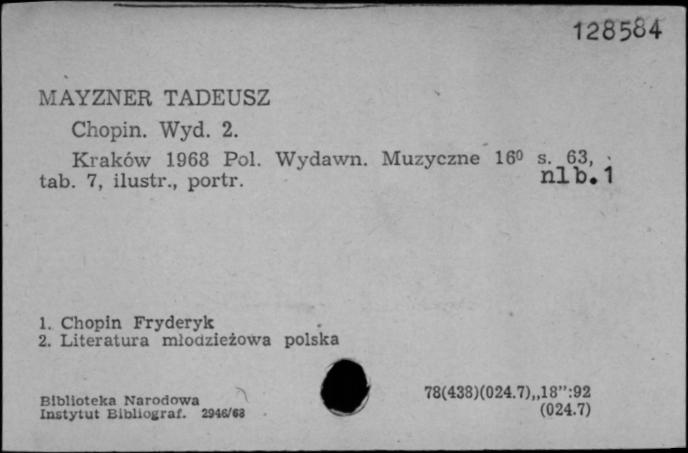 128584
MAYZNER TADEUSZ
Chopin. Wyd. 2.
Kraków 1968 Pol. Wydawn. Muzyczne 16⁰ s. 63,
nlb.1
tab. 7, ilustr., portr.
1. Chopin Fryderyk
2. Literatura młodzieżowa polska
Biblioteka Narodowa
Instytut Bibliograf. 2946/68
78(438)(024.7)„18”:92
(024.7)